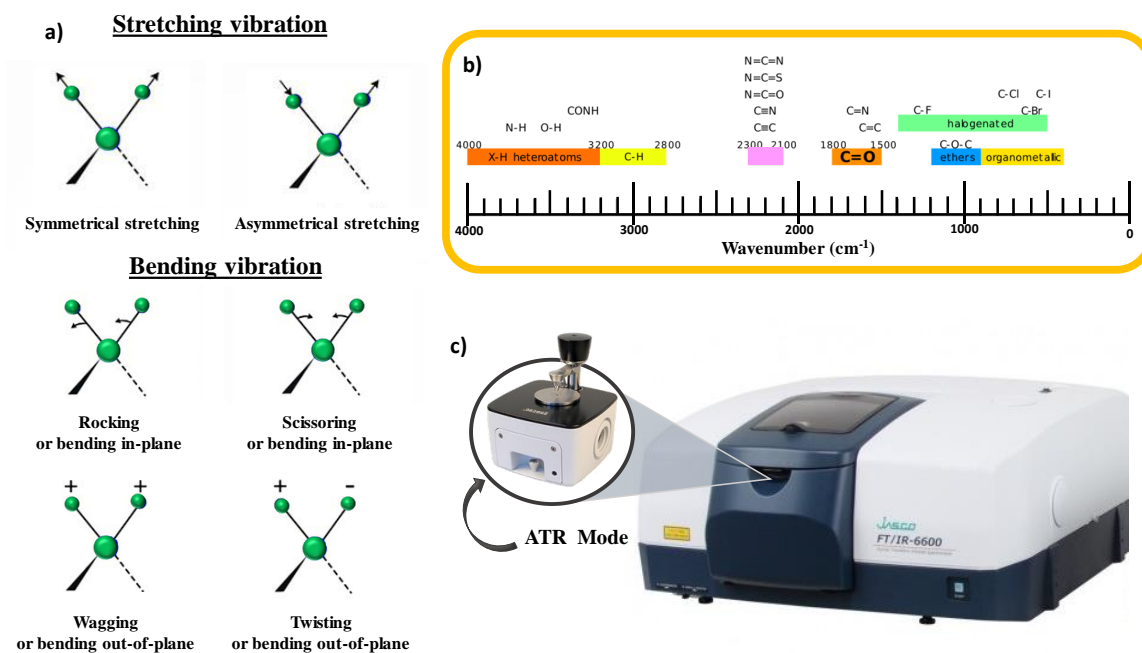 a)
Stretching vibration
Symmetrical stretching
Asymmetrical stretching
Bending vibration
Rocking
or bending in-plane
Scissoring
or bending in-plane
+ +
+ -
Wagging
or bending out-of-plane
Twisting
or bending out-of-plane
b)
N=C=N
N=C=S
N=C=O
C≡N
C≡C
CONH
N-H O-H
C=N
C=C
C-F
C-Cl C-I
C-Br
halogenated
C-O-C
4000 3200 2800 2300 2100 1800 1500
X-H heteroatoms C-H C=O ethers organometallic
4000 3000 2000 1000 0
Wavenumber (cm-1)
c)
ATR Mode
JASCO
FT/IR-6600